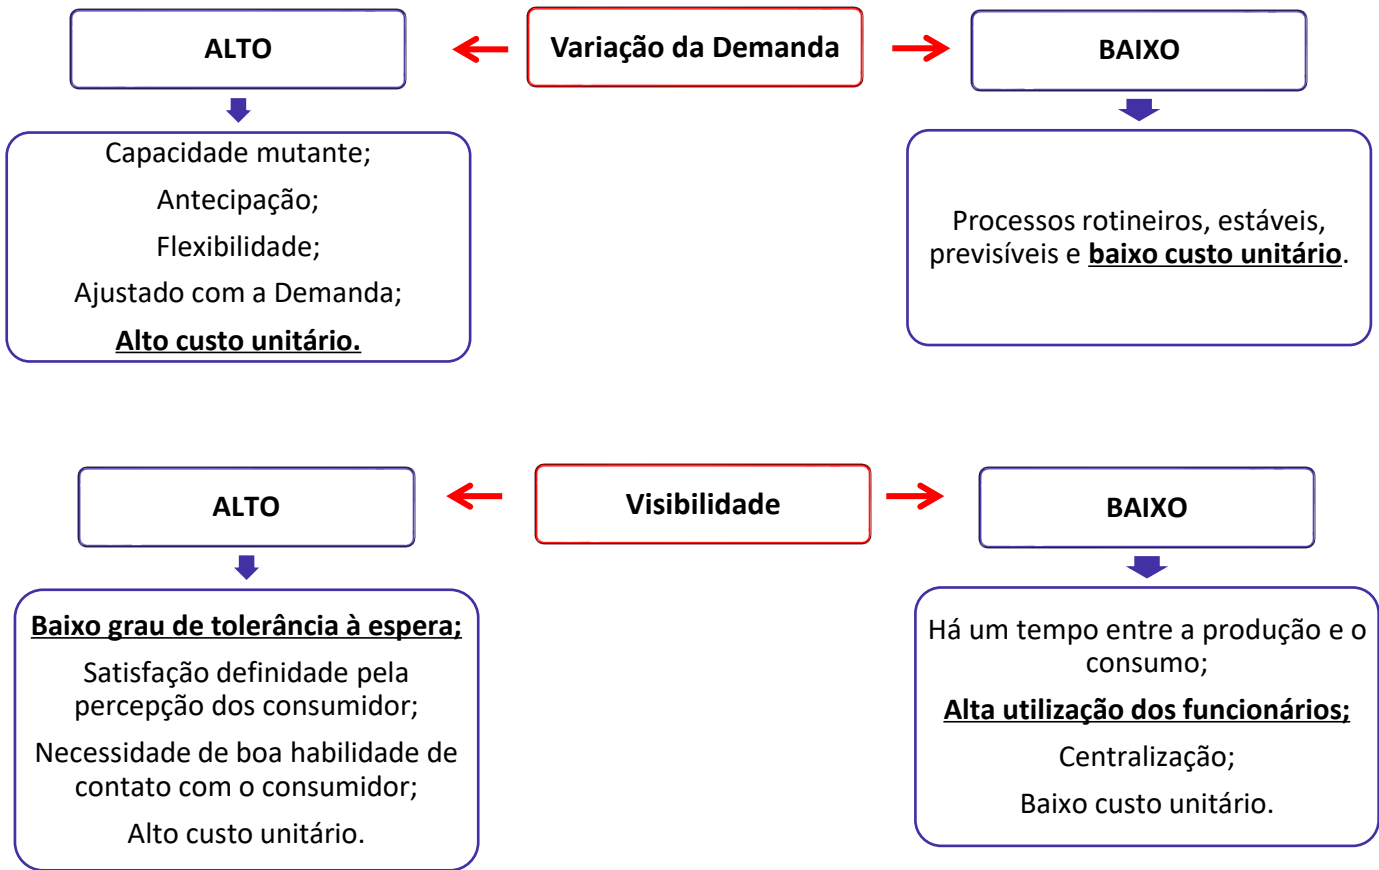 ALTO
Variação da Demanda
BAIXO
Capacidade mutante;
Antecipação;
Flexibilidade;
Ajustado com a Demanda;
Alto custo unitário.
Processos rotineiros, estáveis,
previsíveis e baixo custo unitário.
ALTO
Visibilidade
BAIXO
Baixo grau de tolerância à espera;
Satisfação definidade pela
percepção dos consumidor;
Necessidade de boa habilidade de
contato com o consumidor;
Alto custo unitário.
Há um tempo entre a produção e o
consumo;
Alta utilização dos funcionários;
Centralização;
Baixo custo unitário.